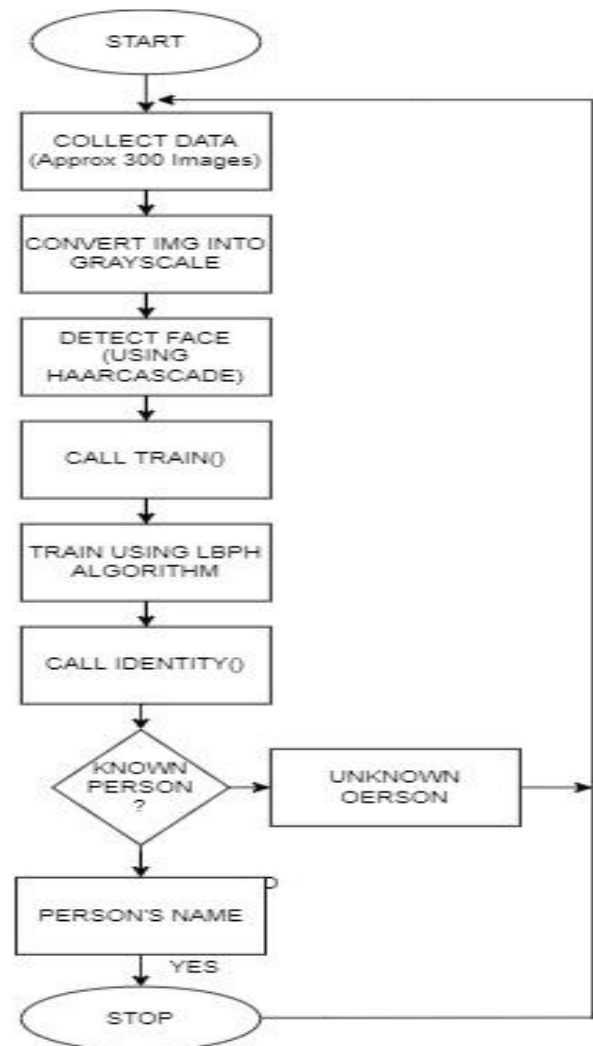 START
COLLECT DATA
(Approx 300 Images)
CONVERT IMG INTO
GRAYSCALE
DETECT FACE
(USING
HAARCASCADE)
CALL TRAIN()
TRAIN USING LBPH
ALGORITHM
CALL IDENTITY()
KNOWN
PERSON
?
UNKNOWN
OERSON
PERSON'S NAME
YES
STOP